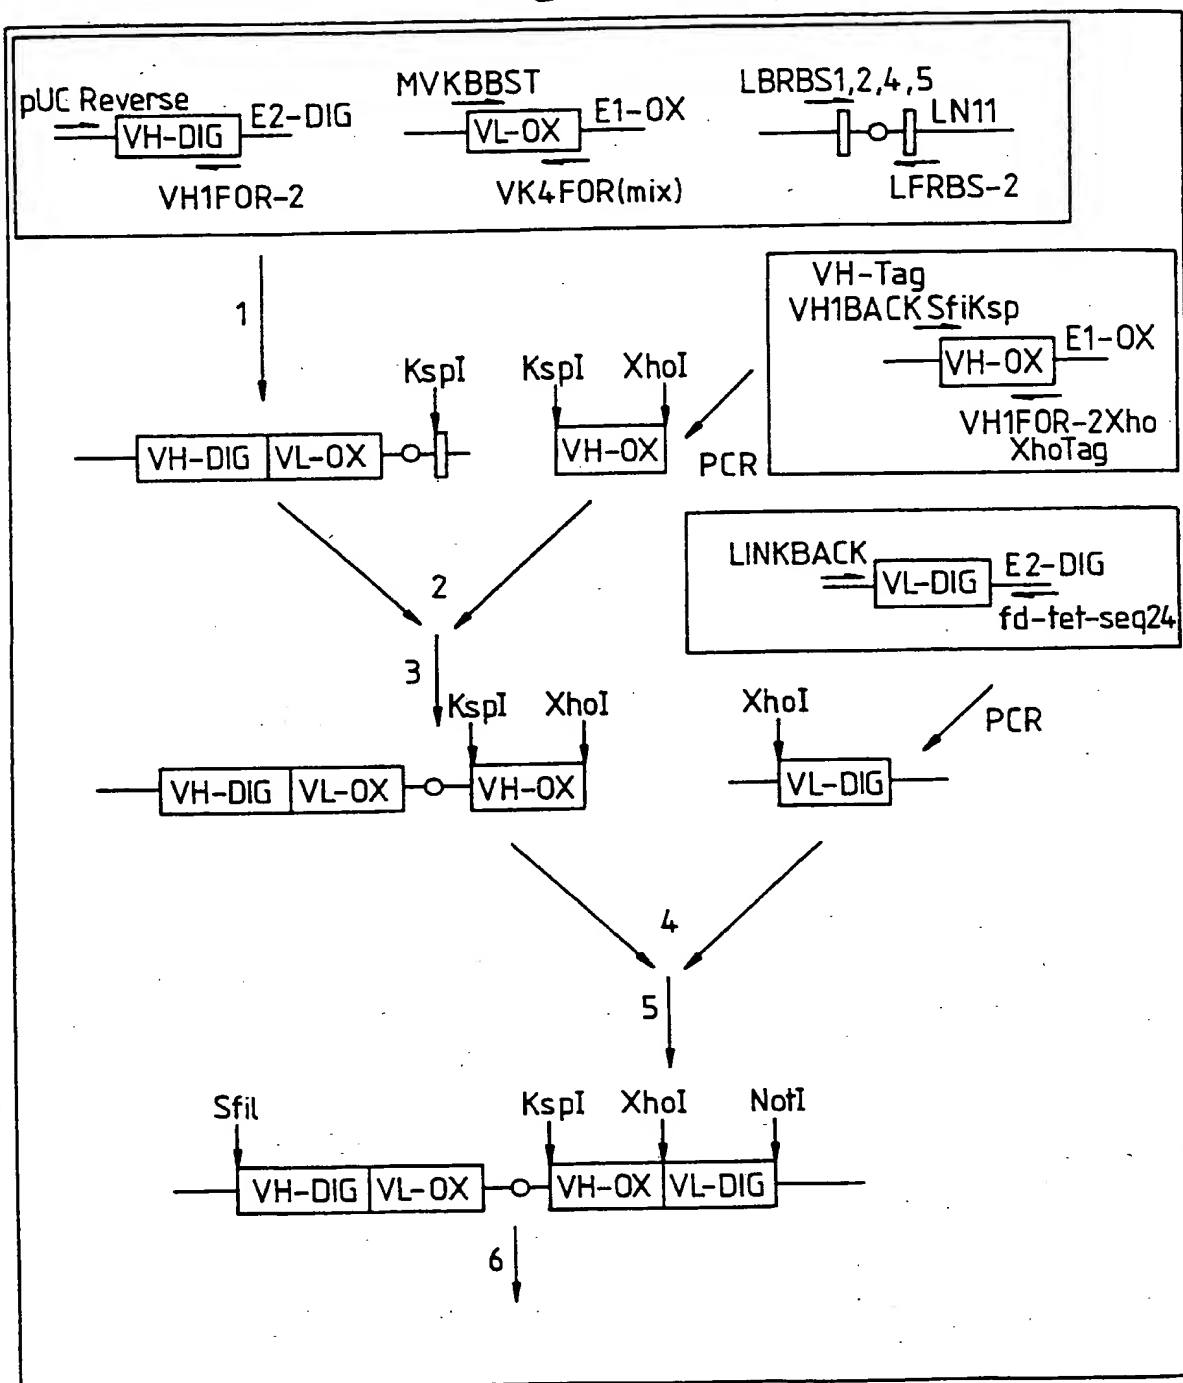 pUC Reverse
VH-DIG
E2-DIG
VH1FOR-2
MVKBBST
VL-OX
E1-OX
VK4FOR(mix)
LBRBS1,2,4,5
LN11
LFRBS-2
1
VH-Tag
VH1BACKSfiKsp
VH-OX
E1-OX
VH1FOR-2Xho
XhoTag
KspI
KspI
XhoI
VH-DIG
VL-OX
VH-OX
PCR
LINKBACK
VL-DIG
E2-DIG
fd-tet-seq24
2
3
KspI
XhoI
XhoI
PCR
VH-DIG
VL-OX
VH-OX
VL-DIG
4
5
SfiI
KspI
XhoI
NotI
VH-DIG
VL-OX
VH-OX
VL-DIG
6